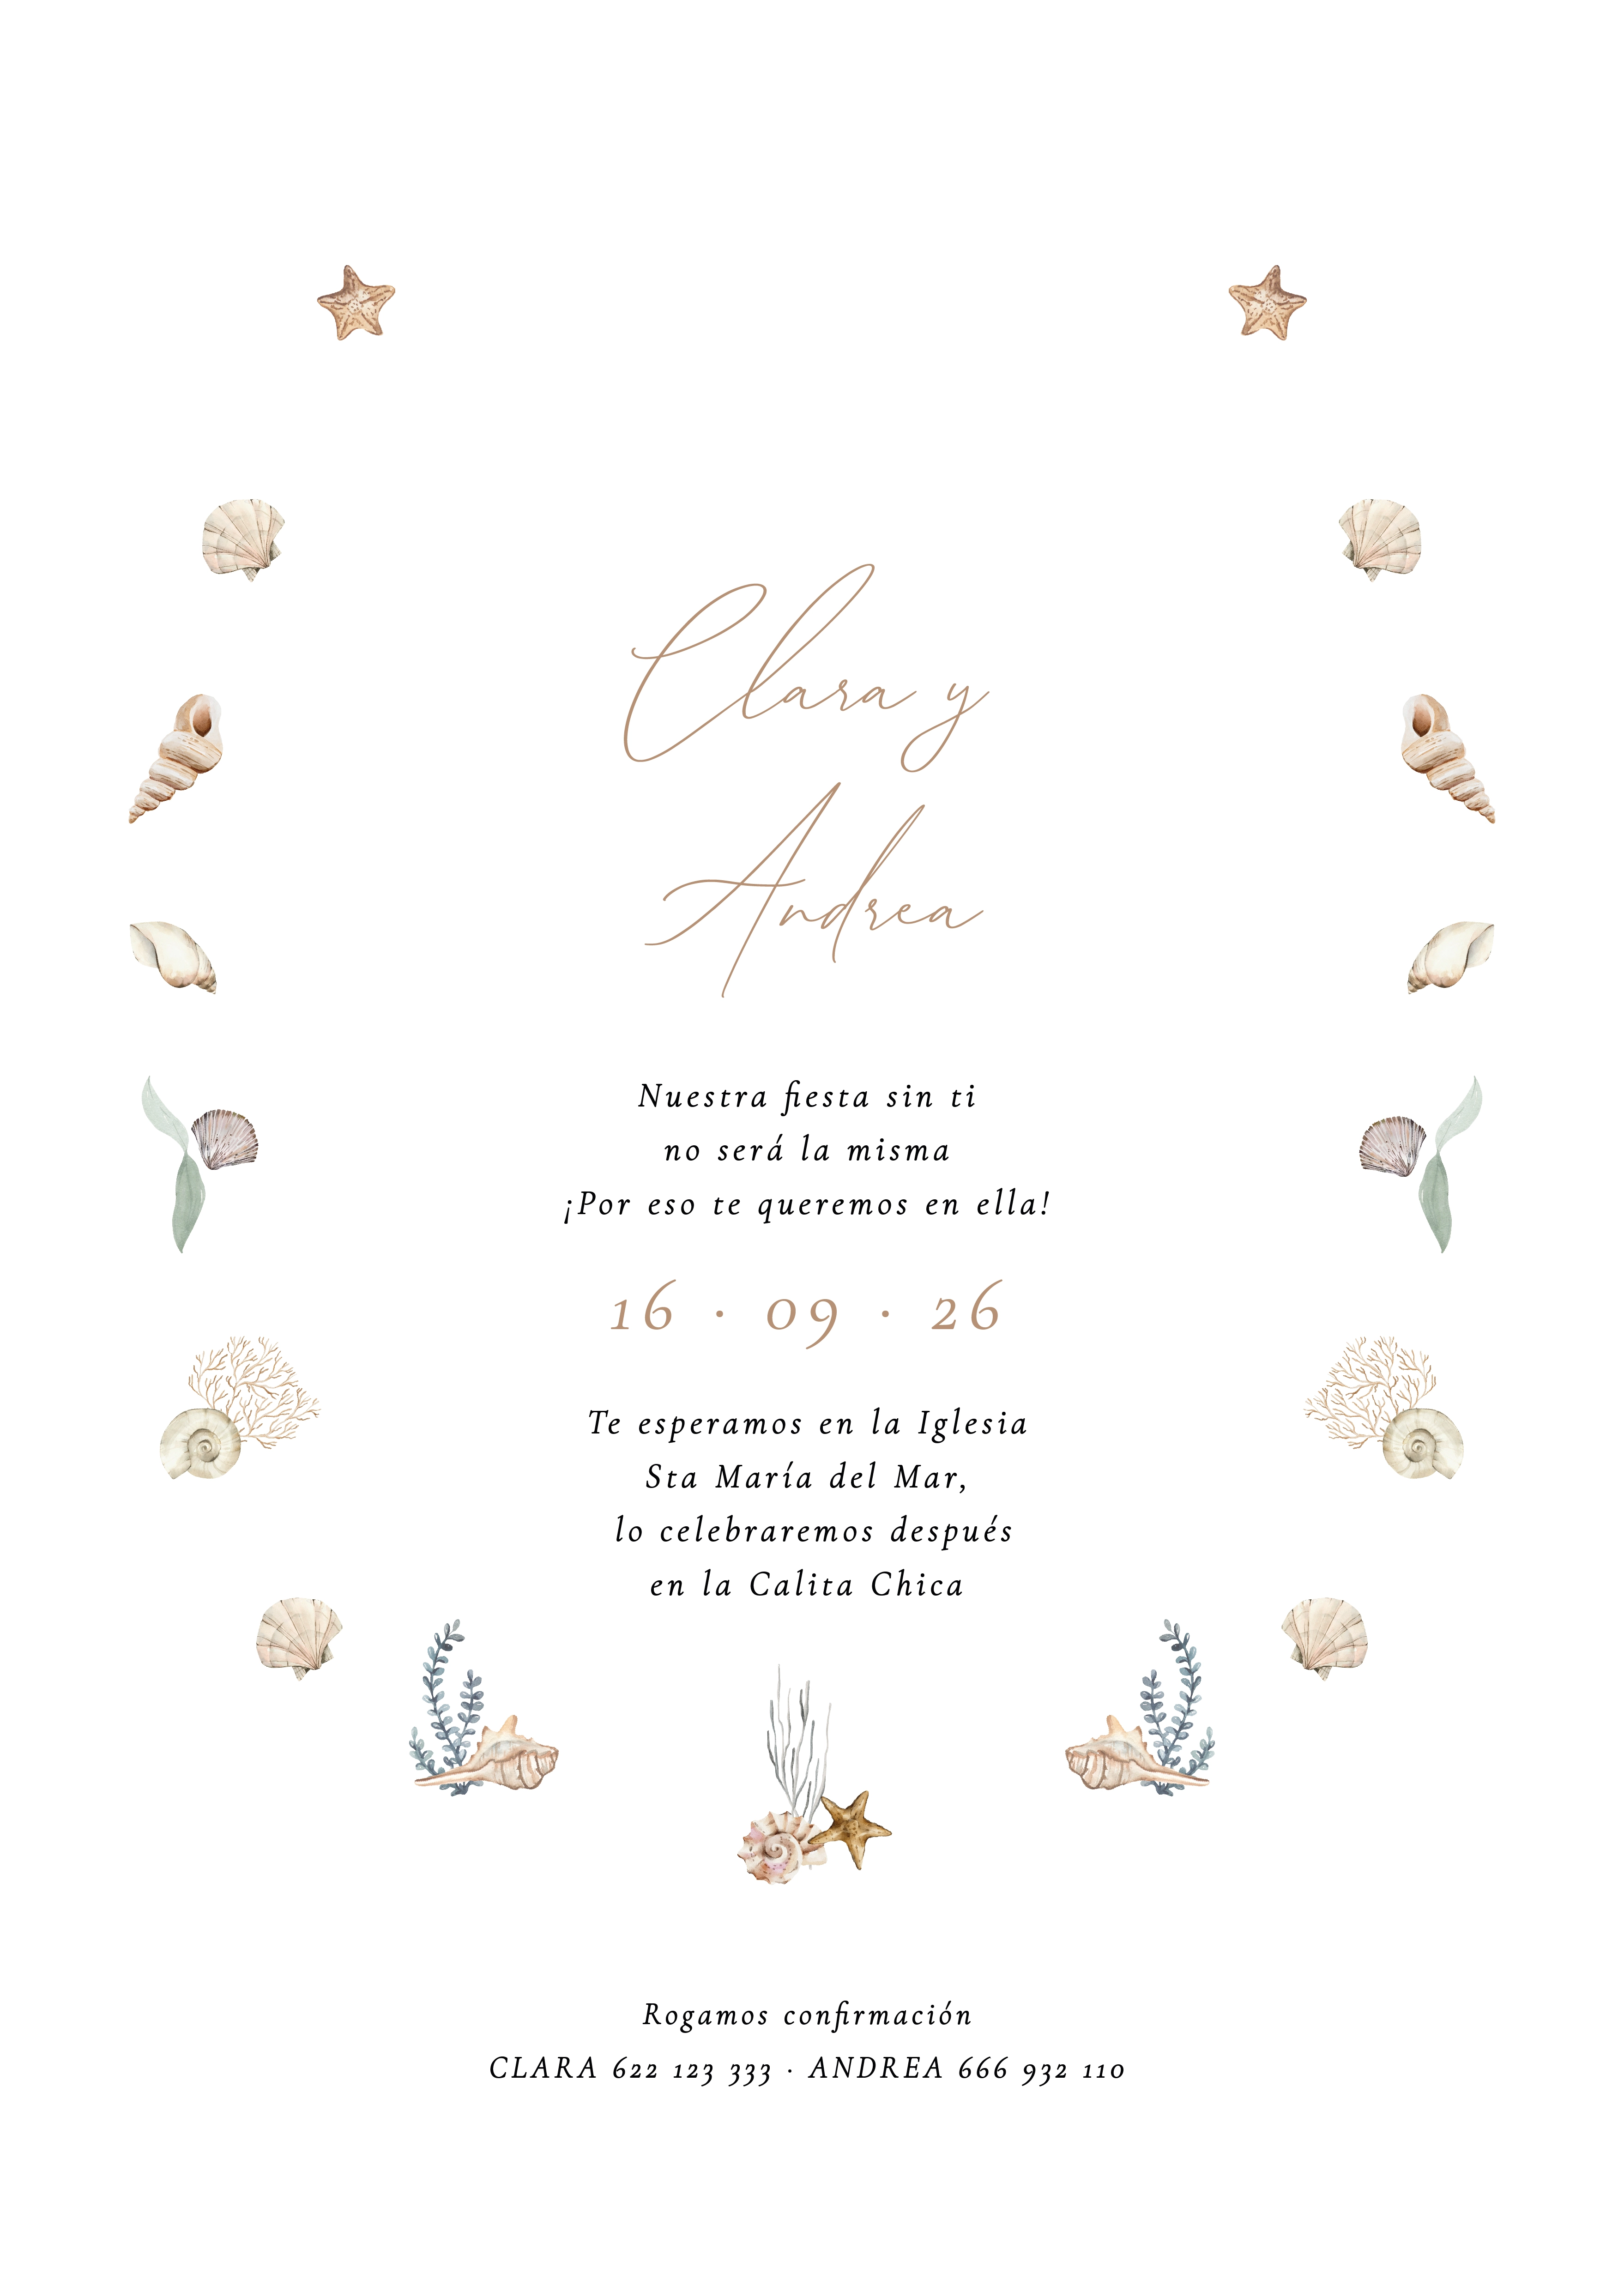 Clara y
Andrea
Nuestra fiesta sin ti
no será la misma
¡Por eso te queremos en ella!
16 · 09 · 26
Te esperamos en la Iglesia
Sta María del Mar,
lo celebraremos después
en la Calita Chica
Rogamos confirmación
CLARA 622 123 333 · ANDREA 666 932 110